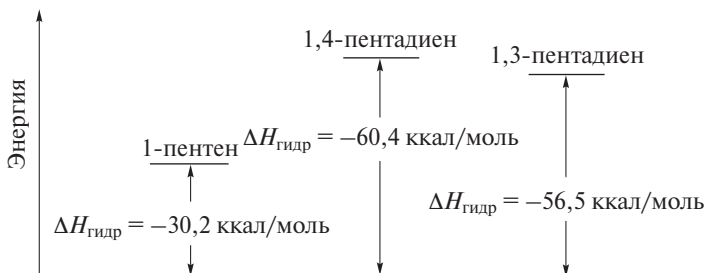 Энергия
1,4-пентадиен
1,3-пентадиен
1-пентен
ΔHгидр = −60,4 ккал/моль
ΔHгидр = −30,2 ккал/моль
ΔHгидр = −56,5 ккал/моль